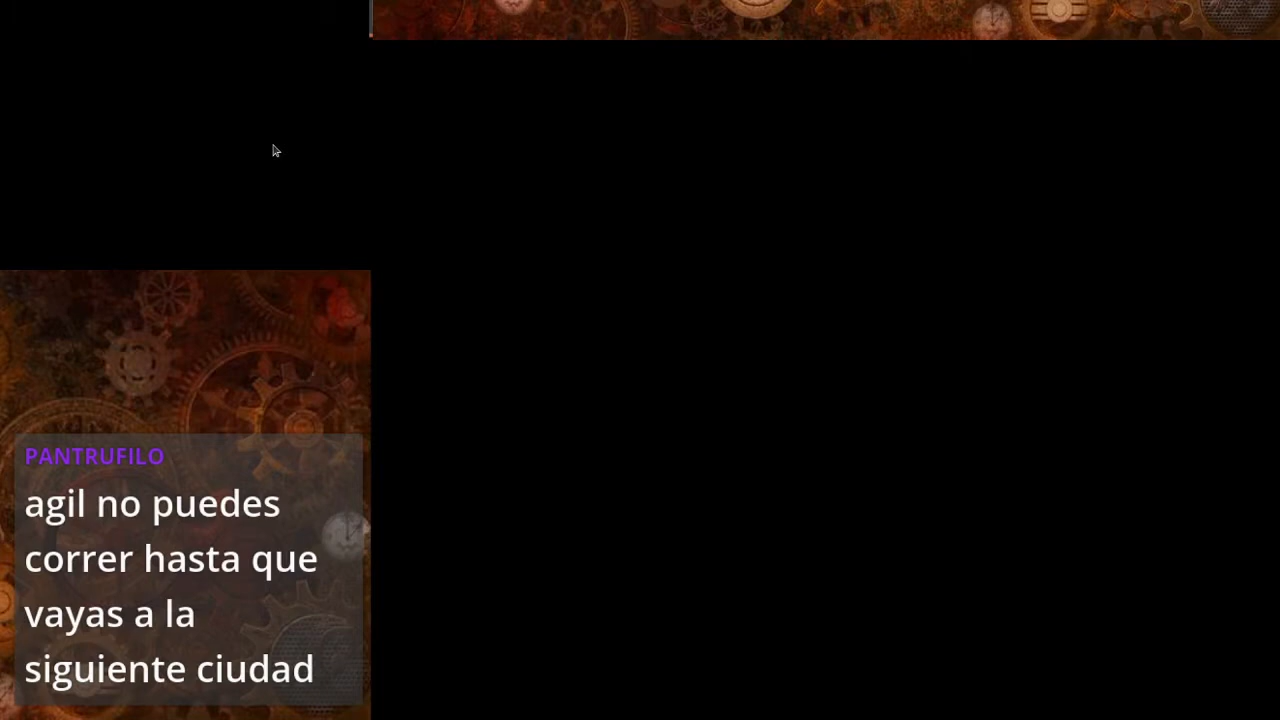 PANTRUFILO
agil no puedes
correr hasta que
vayas a la
siguiente ciudad